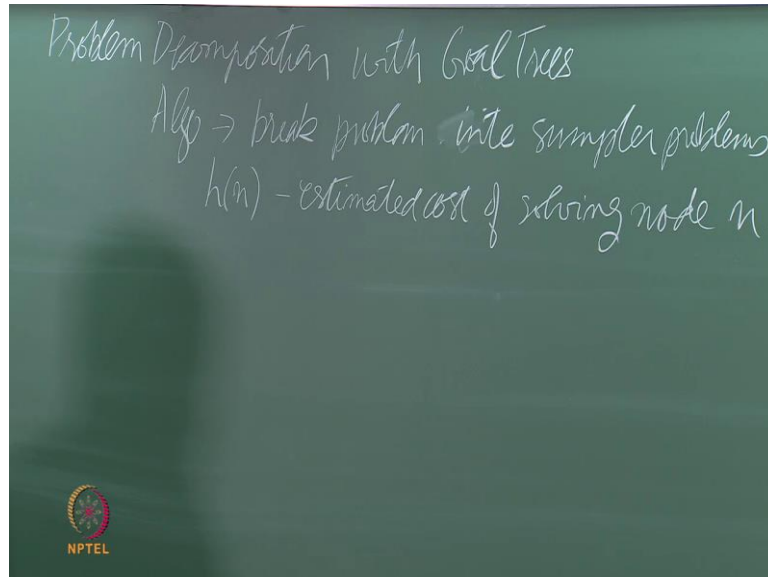 Problem Decomposition with Goal Trees
Algo → break problem into simpler problems
h(n) - estimated cost of solving node n
NPTEL